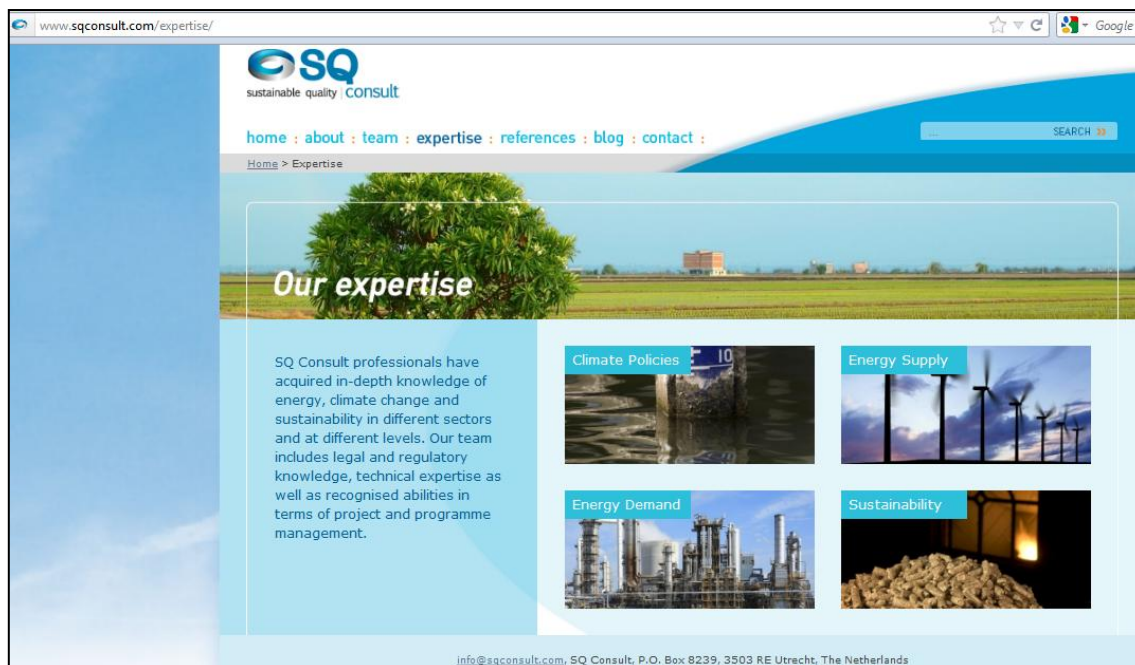 www.sqconsult.com/expertise/
Google
SQ
sustainable quality | consult
home : about : team : expertise : references : blog : contact :
... SEARCH »
Home > Expertise
Our expertise
SQ Consult professionals have
acquired in-depth knowledge of
energy, climate change and
sustainability in different sectors
and at different levels. Our team
includes legal and regulatory
knowledge, technical expertise as
well as recognised abilities in
terms of project and programme
management.
Climate Policies
10
Energy Supply
Energy Demand
Sustainability
info@sqconsult.com, SQ Consult, P.O. Box 8239, 3503 RE Utrecht, The Netherlands